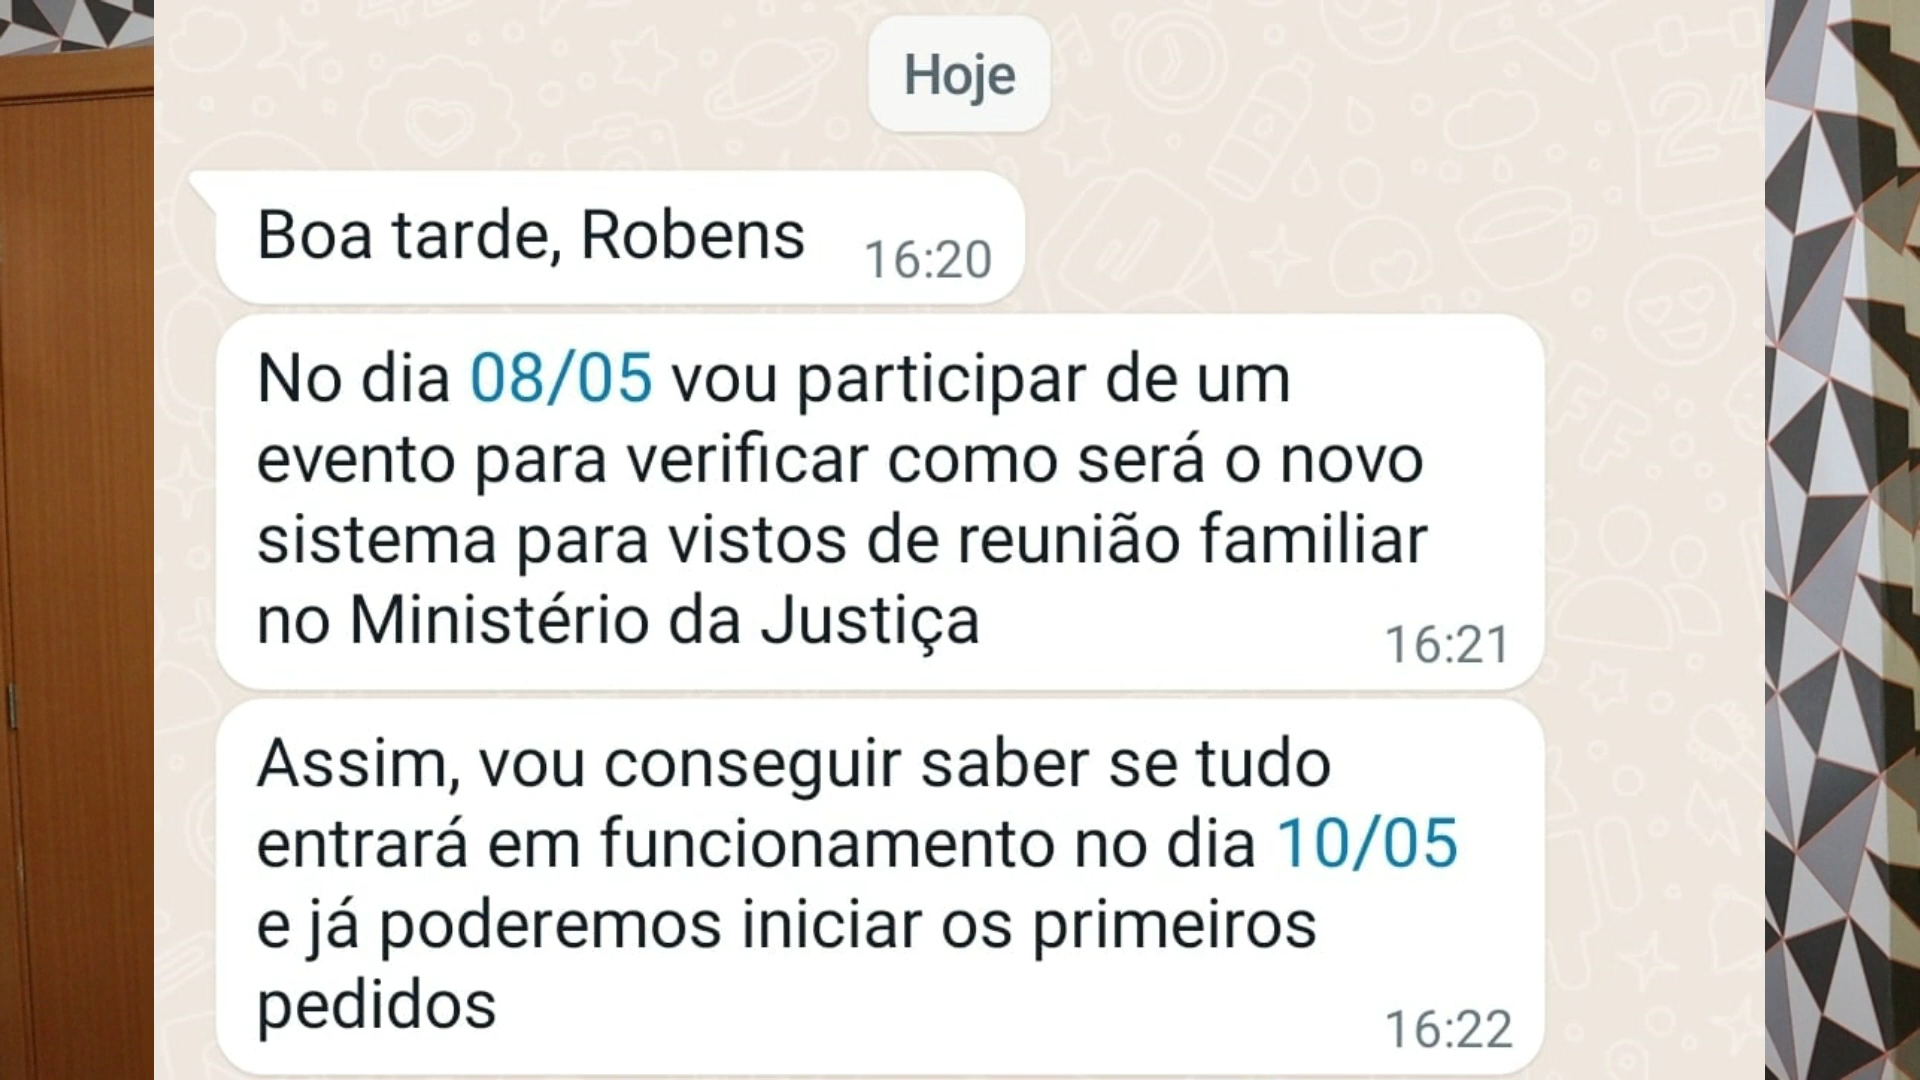 Hoje
Boa tarde, Robens 16:20
No dia 08/05 vou participar de um
evento para verificar como será o novo
sistema para vistos de reunião familiar
no Ministério da Justiça 16:21
Assim, vou conseguir saber se tudo
entrará em funcionamento no dia 10/05
e já poderemos iniciar os primeiros
pedidos 16:22